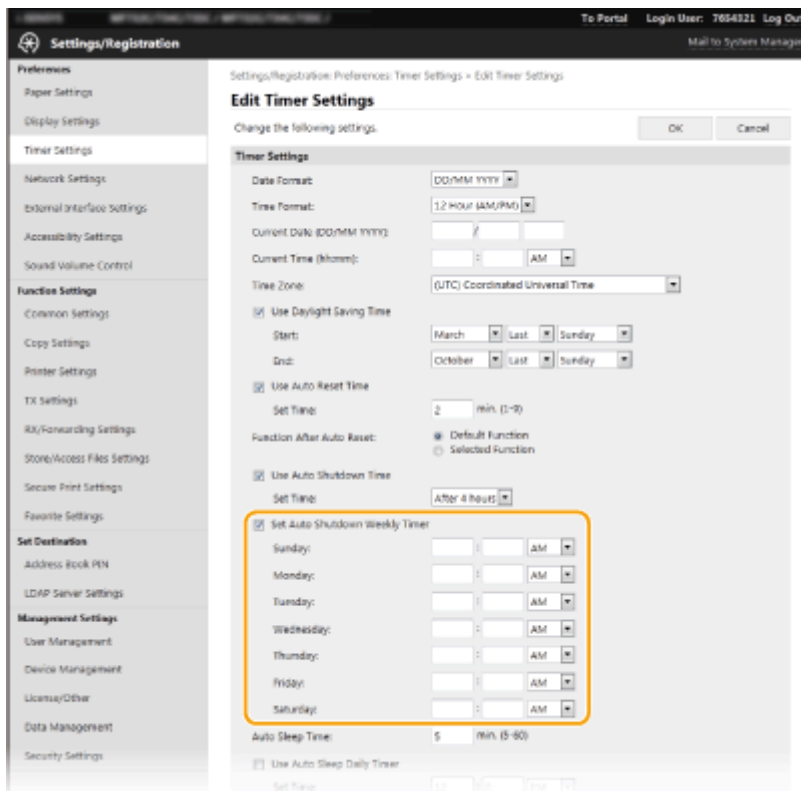 To Portal Login User: 7654321 Log Ou
Settings/Registration
Mail to System Manager
Preferences
Paper Settings
Display Settings
Timer Settings
Network Settings
External Interface Settings
Accessibility Settings
Sound Volume Control
Function Settings
Common Settings
Copy Settings
Printer Settings
TX Settings
RX/Forwarding Settings
Store/Access Files Settings
Secure Print Settings
Favorite Settings
Set Destination
Address Book PIN
LDAP Server Settings
Management Settings
User Management
Device Management
License/Other
Data Management
Security Settings
Settings/Registration: Preferences: Timer Settings > Edit Timer Settings
Edit Timer Settings
Change the following settings.
OK Cancel
Timer Settings
Date Format: DD/MM YYYY
Time Format: 12 Hour (AM/PM)
Current Date (DD/MM YYYY): /
Current Time (hh:mm): : AM
Time Zone: (UTC) Coordinated Universal Time
Use Daylight Saving Time
Start: March Last Sunday
End: October Last Sunday
Use Auto Reset Time
Set Time: 2 min. (1-9)
Function After Auto Reset: Default Function
Selected Function
Use Auto Shutdown Time
Set Time: After 4 hours
Set Auto Shutdown Weekly Timer
Sunday: : AM
Monday: : AM
Tuesday: : AM
Wednesday: : AM
Thursday: : AM
Friday: : AM
Saturday: : AM
Auto Sleep Time: 5 min. (5-60)
Use Auto Sleep Daily Timer
Set Time: